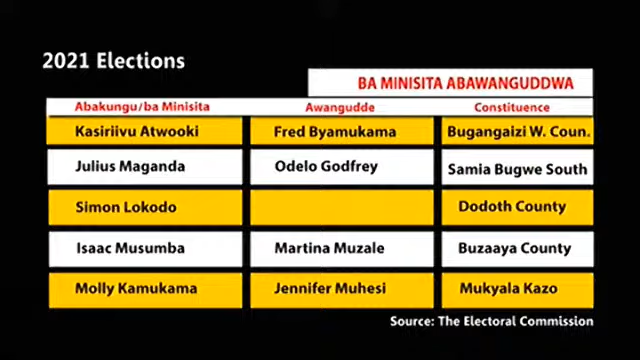 2021 Elections
BA MINISITA ABAWANGUDDWA
Abakungu/ba Minisita Awangudde Constituence
Kasiriivu Atwooki Fred Byamukama Bugangaizi W. Coun.
Julius Maganda Odelo Godfrey Samia Bugwe South
Simon Lokodo Dodoth County
Isaac Musumba Martina Muzale Buzaaya County
Molly Kamukama Jennifer Muhesi Mukyala Kazo
Source: The Electoral Commission